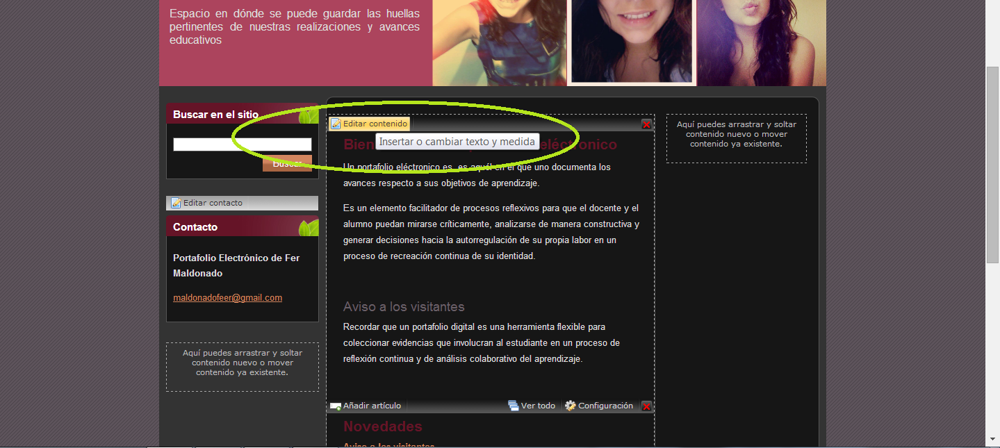 Espacio en dónde se puede guardar las huellas
pertinentes de nuestras realizaciones y avances
educativos
Buscar en el sitio
Buscar
Editar contacto
Contacto
Portafolio Electrónico de Fer
Maldonado
maldonadofeer@gmail.com
Aquí puedes arrastrar y soltar
contenido nuevo o mover
contenido ya existente.
Editar contenido
Insertar o cambiar texto y medida
eléctronico
Un portafolio eléctronico es, es aquél en el que uno documenta los
avances respecto a sus objetivos de aprendizaje.
Es un elemento facilitador de procesos reflexivos para que el docente y el
alumno puedan mirarse críticamente, analizarse de manera constructiva y
generar decisiones hacia la autorregulación de su propia labor en un
proceso de recreación continua de su identidad.
Aviso a los visitantes
Recordar que un portafolio digital es una herramienta flexible para
coleccionar evidencias que involucran al estudiante en un proceso de
reflexión continua y de análisis colaborativo del aprendizaje.
Añadir artículo
Ver todo
Configuración
Novedades
Aviso a los visitantes
Aquí puedes arrastrar y soltar
contenido nuevo o mover
contenido ya existente.